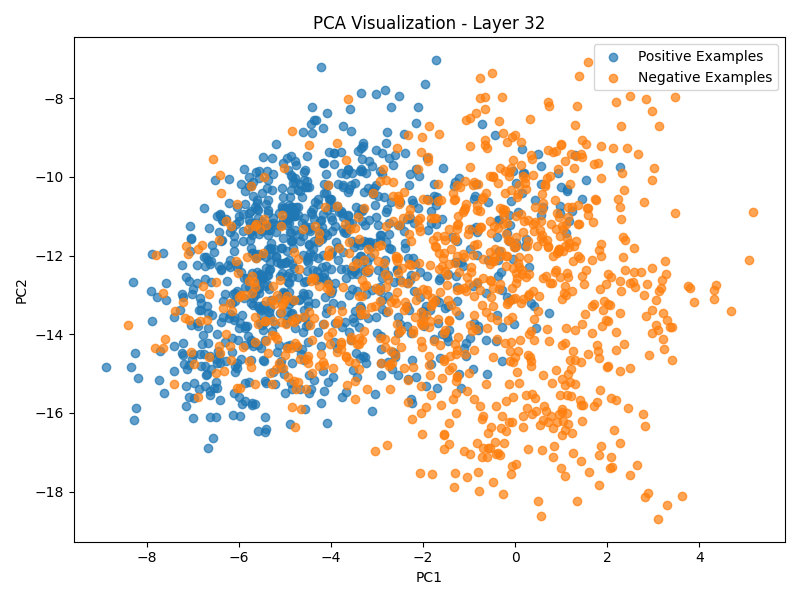 PCA Visualization - Layer 32
Positive Examples
Negative Examples
−8
−10
−12
−14
−16
−18
PC2
−8 −6 −4 −2 0 2 4
PC1